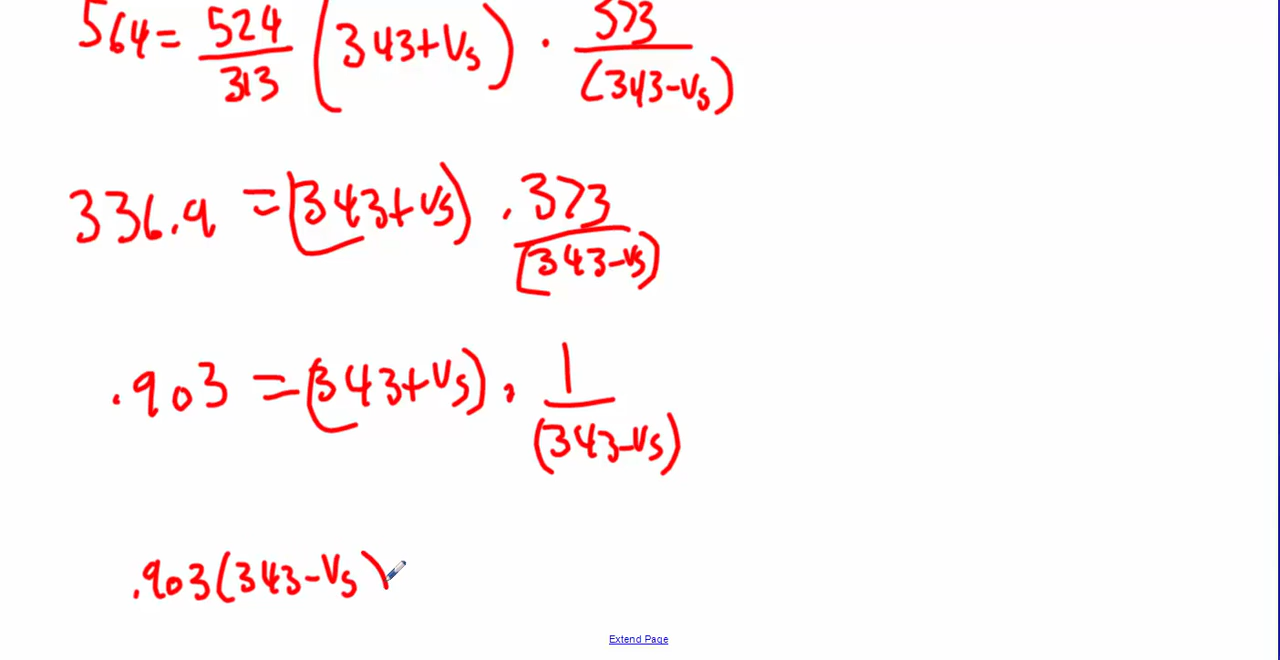 564 = 524/313 (343+Vs) · 373/(343-Vs)
336.9 = (343+Vs) · 373/(343-Vs)
.903 = (343+Vs) · 1/(343-Vs)
.903(343-Vs)
Extend Page